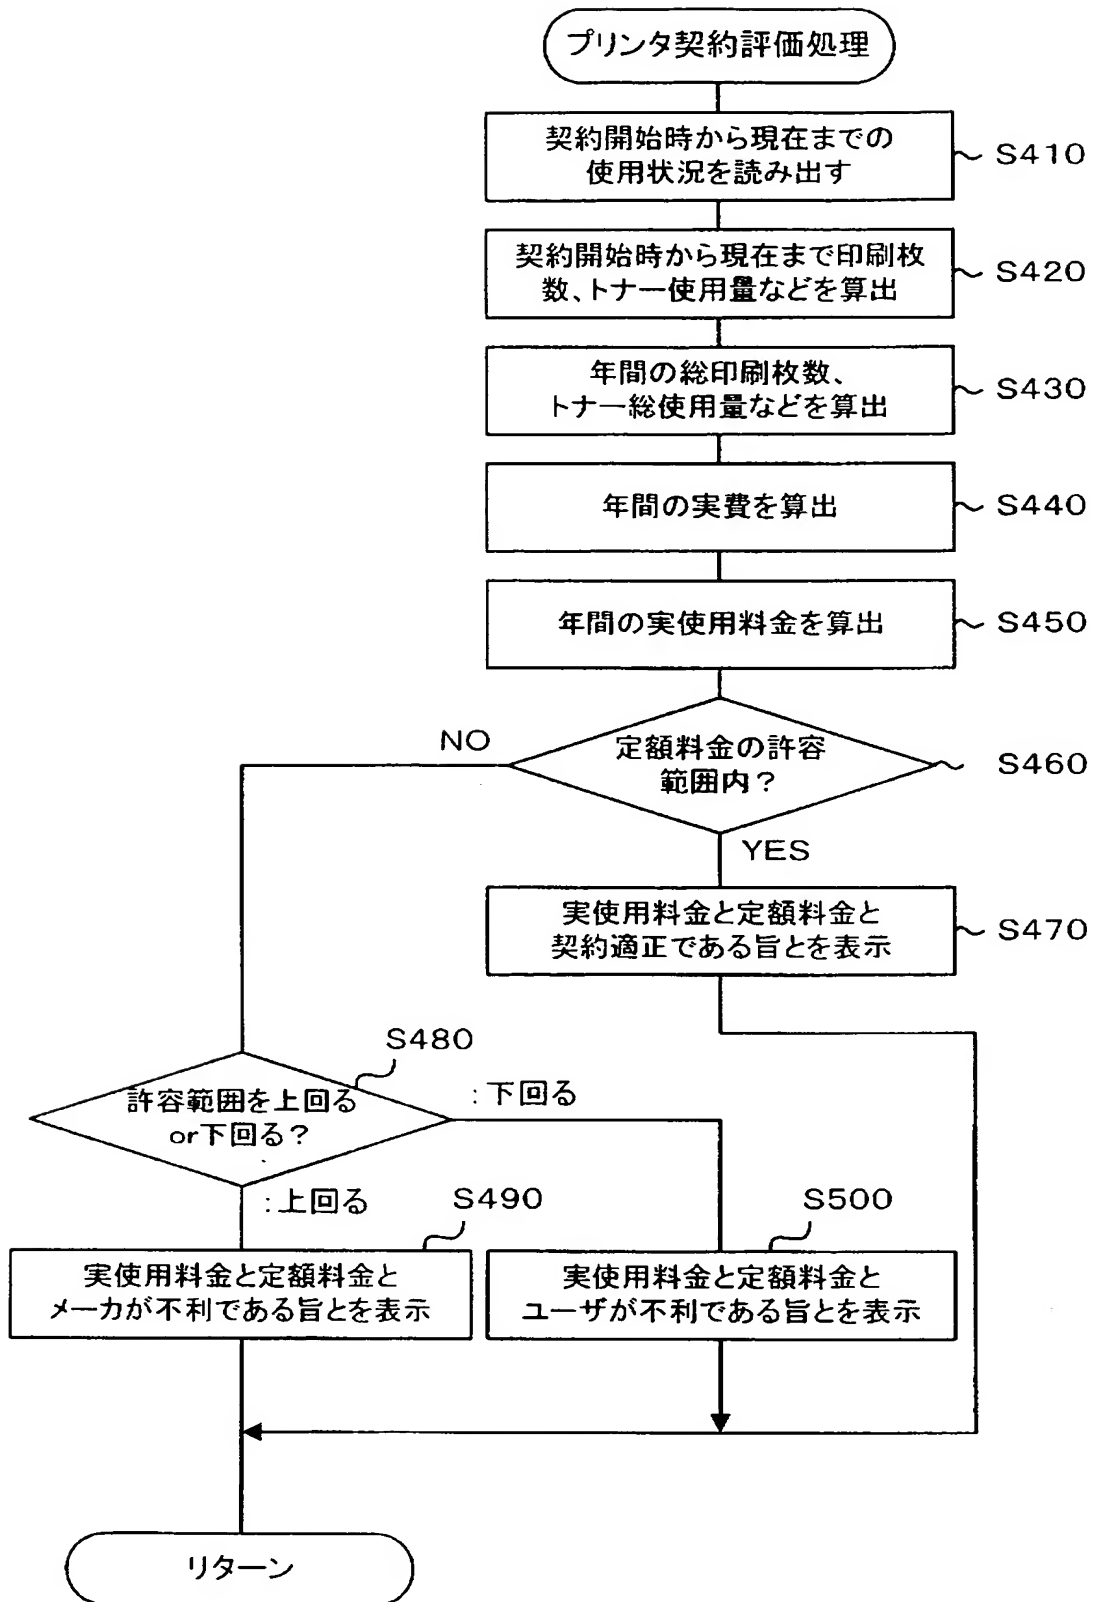 プリンタ契約評価処理
契約開始時から現在までの
使用状況を読み出す
S410
契約開始時から現在まで印刷枚
数、トナー使用量などを算出
S420
年間の総印刷枚数、
トナー総使用量などを算出
S430
年間の実費を算出
S440
年間の実使用料金を算出
S450
NO
定額料金の許容
範囲内？
S460
YES
実使用料金と定額料金と
契約適正である旨とを表示
S470
S480
許容範囲を上回る
or下回る？
:下回る
:上回る
S490
S500
実使用料金と定額料金と
メーカが不利である旨とを表示
実使用料金と定額料金と
ユーザが不利である旨とを表示
リターン